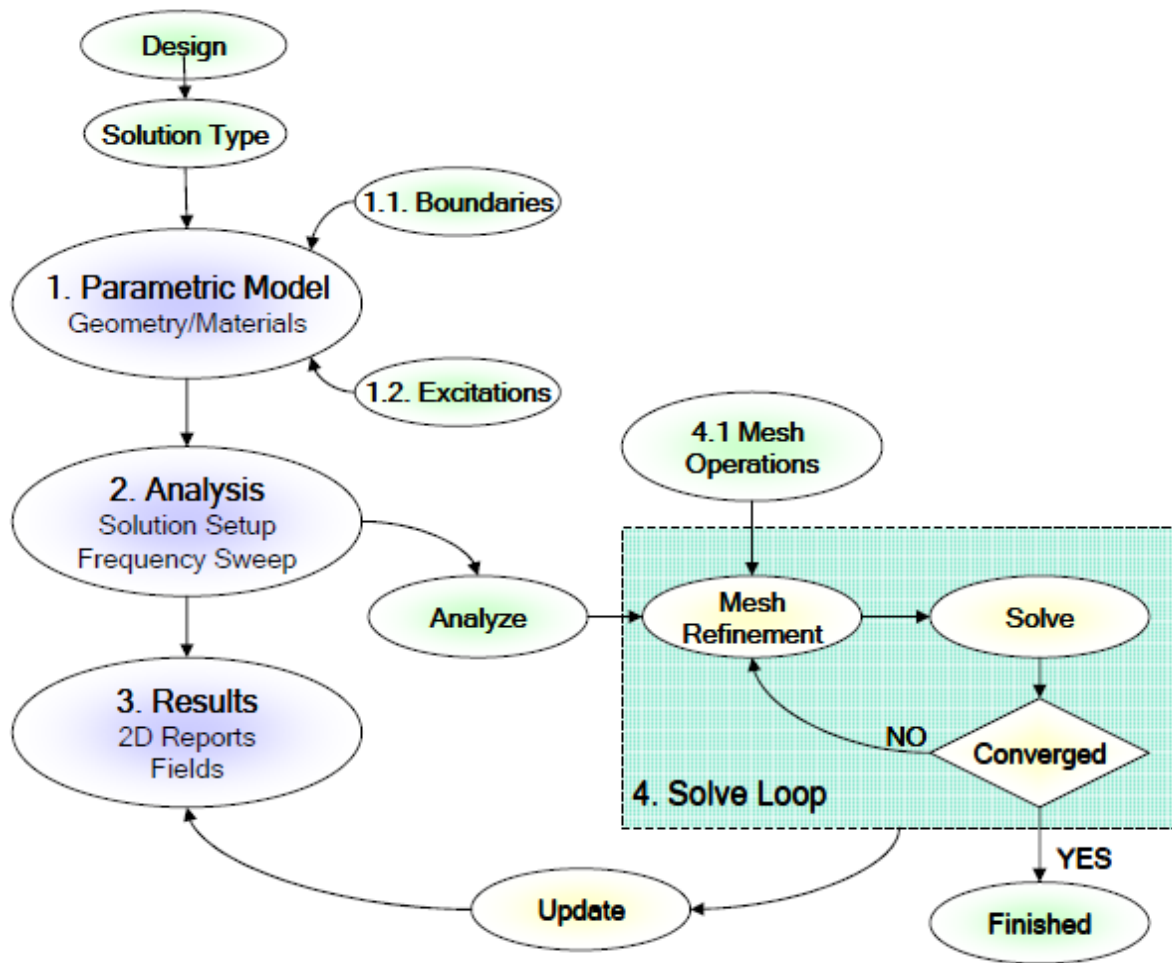 Design
Solution Type
1.1. Boundaries
1. Parametric Model
Geometry/Materials
1.2. Excitations
4.1 Mesh
Operations
2. Analysis
Solution Setup
Frequency Sweep
Analyze
Mesh
Refinement
Solve
3. Results
2D Reports
Fields
NO
Converged
4. Solve Loop
YES
Update
Finished